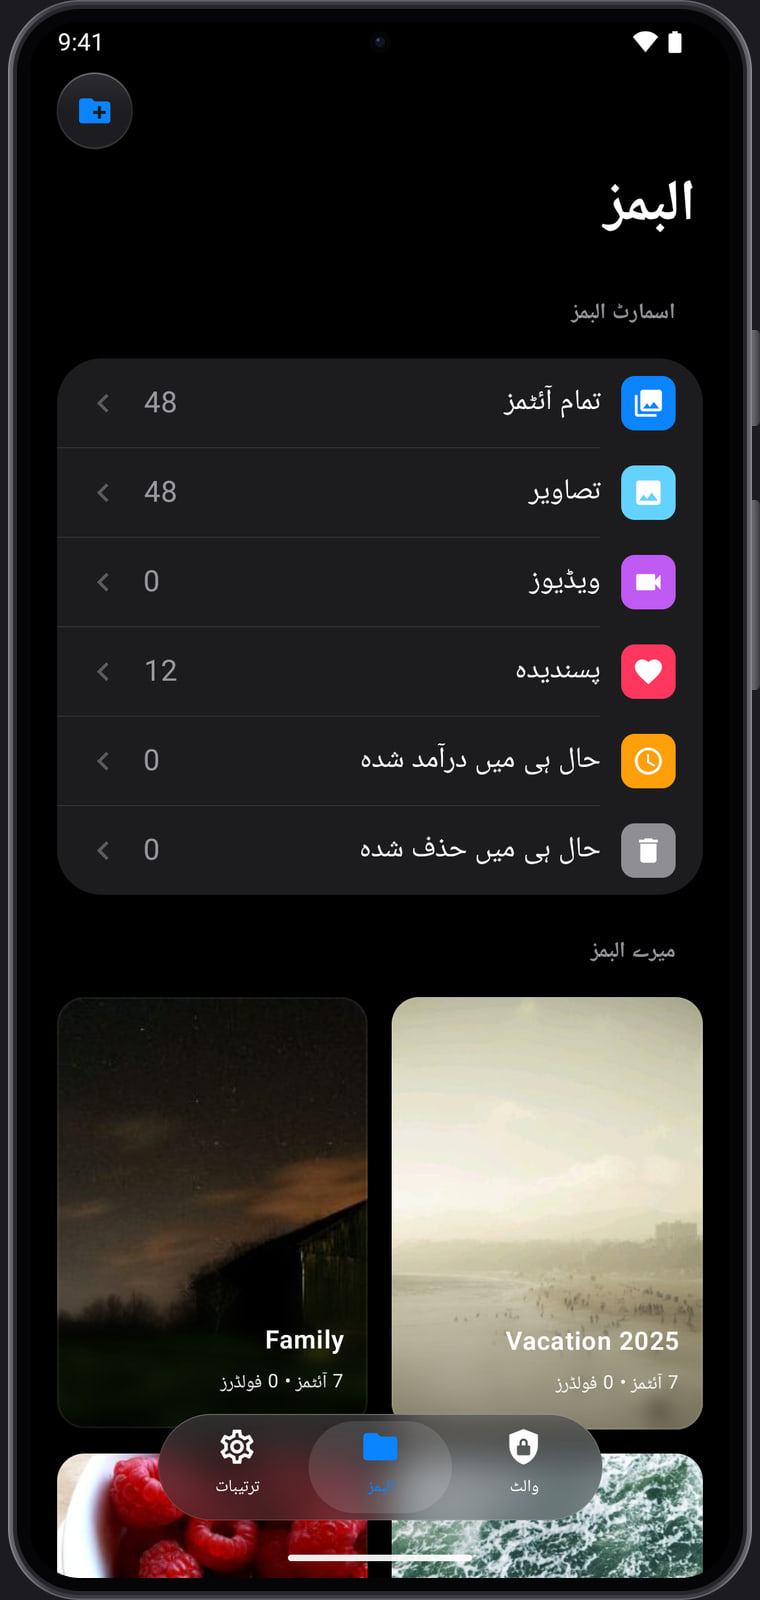 9:41
البمز
اسمارٹ البمز
تمام آئٹمز 48
تصاویر 48
ویڈیوز 0
پسندیدہ 12
حال ہی میں درآمد شدہ 0
حال ہی میں حذف شدہ 0
میرے البمز
Vacation 2025
7 آئٹمز • 0 فولڈرز
Family
7 آئٹمز • 0 فولڈرز
والٹ
البمز
ترتیبات